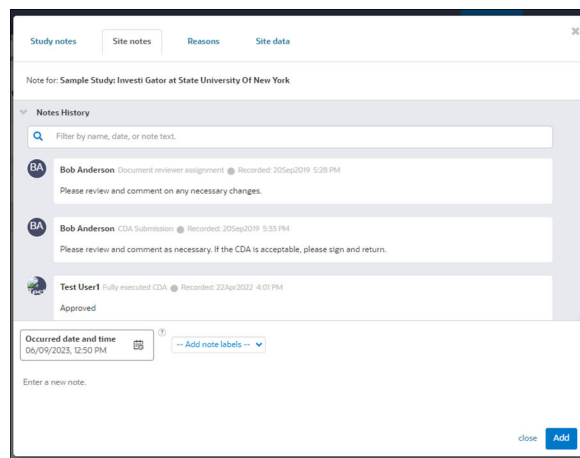 Study notes Site notes Reasons Site data
Note for: Sample Study: Investi Gator at State University Of New York
Notes History
Filter by name, date, or note text.
BA Bob Anderson Document reviewer assignment Recorded: 20Sep2019 5:28 PM
Please review and comment on any necessary changes.
BA Bob Anderson CDA Submission Recorded: 20Sep2019 5:33 PM
Please review and comment as necessary. If the CDA is acceptable, please sign and return.
Test User1 Fully executed CDA Recorded: 22Apr2022 4:01 PM
Approved
Occurred date and time
06/09/2023, 12:50 PM
-- Add note labels --
Enter a new note.
close Add